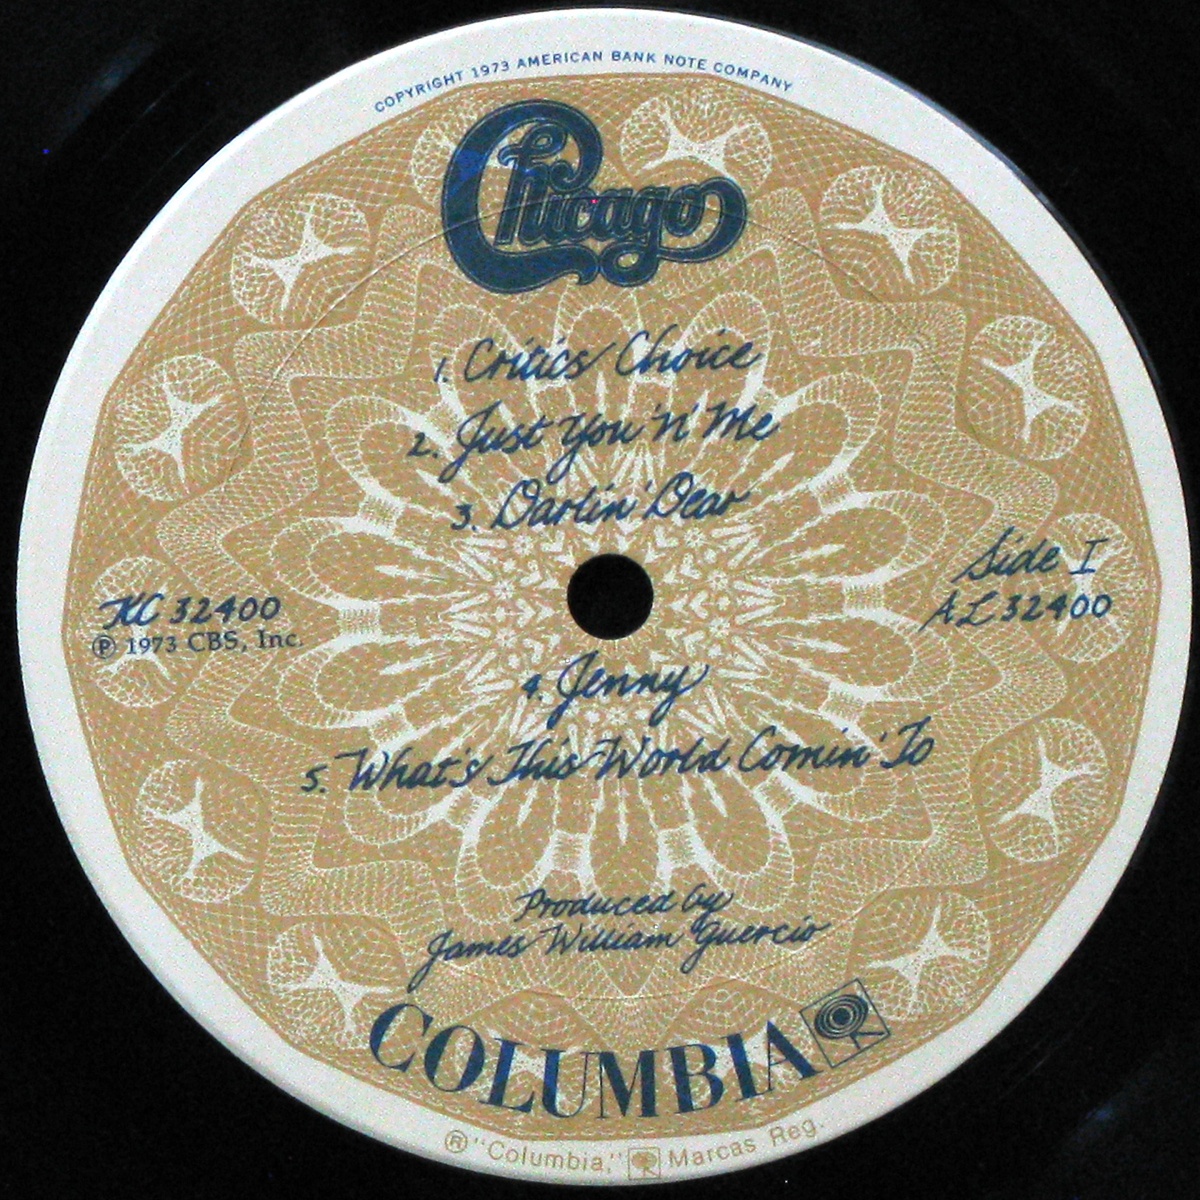 COPYRIGHT 1973 AMERICAN BANK NOTE COMPANY
Chicago
1. Critics' Choice
2. Just You 'N' Me
3. Darlin' Dear
Side I
KC 32400
AL 32400
Ⓟ 1973 CBS, Inc.
4. Jenny
5. What's This World Comin' To
Produced by
James William Guercio
COLUMBIA
® "Columbia," Marcas Reg.